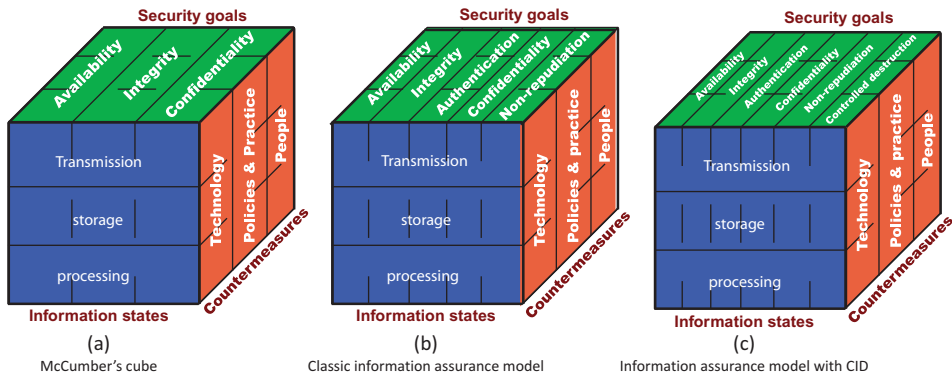 Security goals
Availability
Integrity
Confidentiality
Transmission
storage
processing
Technology
Policies & Practice
People
Countermeasures
Information states
(a)
McCumber's cube
Security goals
Availability
Integrity
Authentication
Confidentiality
Non-repudiation
Transmission
storage
processing
Technology
Policies & practice
People
Countermeasures
Information states
(b)
Classic information assurance model
Security goals
Availability
Integrity
Authentication
Confidentiality
Non-repudiation
Controlled destruction
Transmission
storage
processing
Technology
Policies & practice
People
Countermeasures
Information states
(c)
Information assurance model with CID